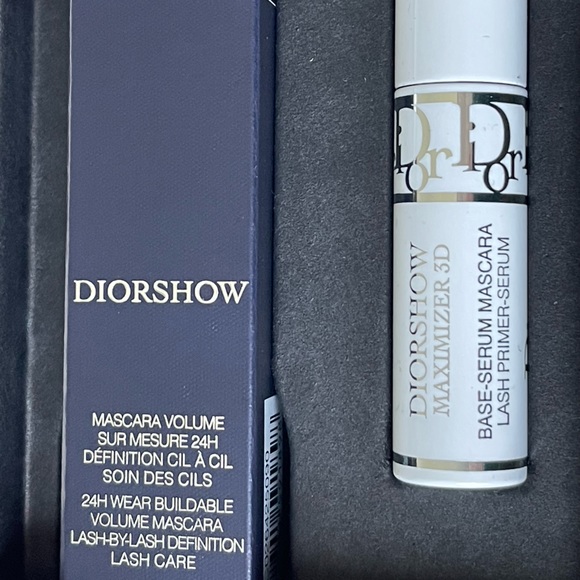 DIORSHOW
MASCARA VOLUME
SUR MESURE 24H
DÉFINITION CIL À CIL
SOIN DES CILS
24H WEAR BUILDABLE
VOLUME MASCARA
LASH-BY-LASH DEFINITION
LASH CARE
Dior Dior
DIORSHOW
MAXIMIZER 3D
BASE-SERUM MASCARA
LASH PRIMER-SERUM